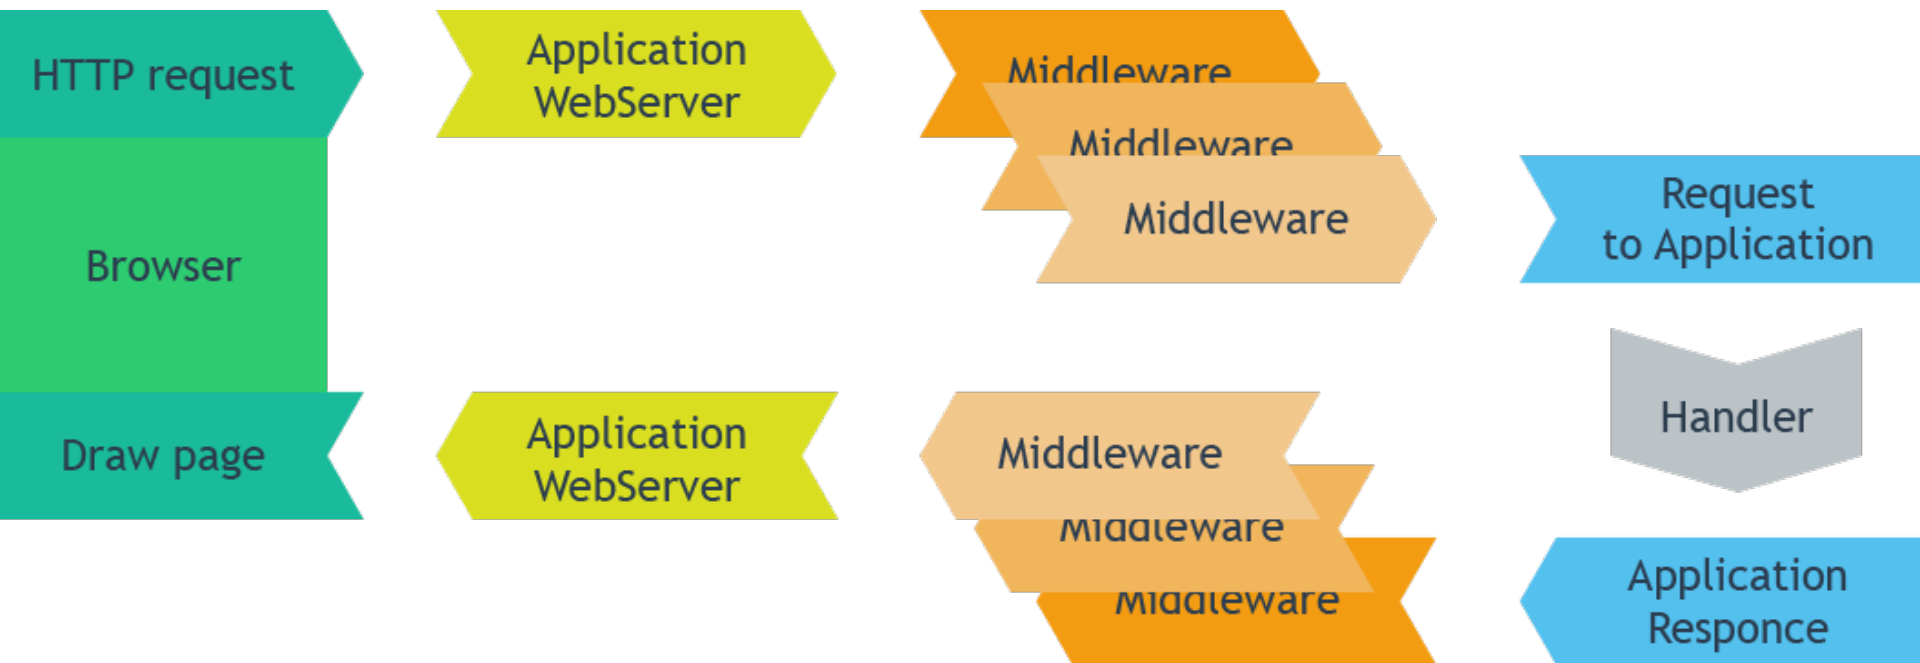 HTTP request
Application
WebServer
Middleware
Middleware
Middleware
Request
to Application
Browser
Handler
Draw page
Application
WebServer
Middleware
Middleware
Middleware
Application
Responce